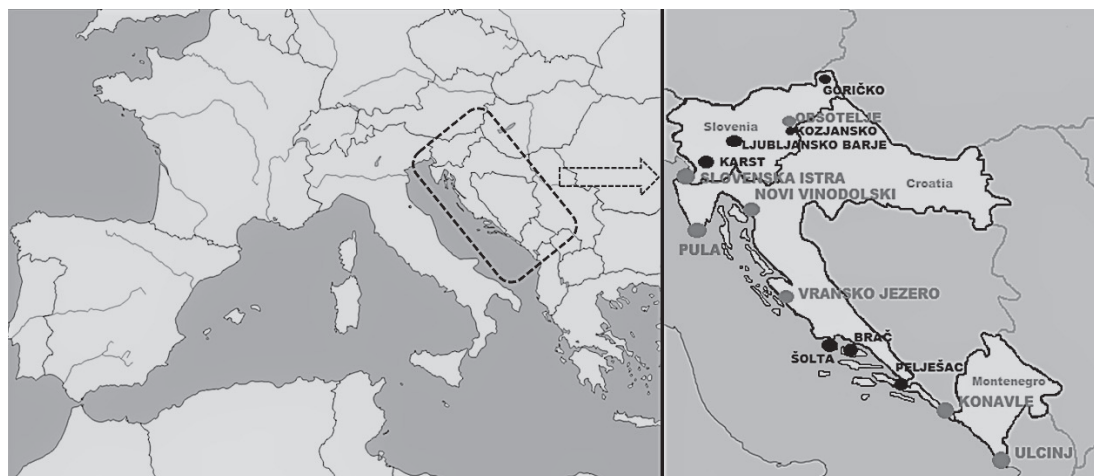 GORIČKO
OBSOTELJE
Slovenia
KOZJANSKO
LJUBLJANSKO BARJE
KARST
SLOVENSKA ISTRA
Croatia
NOVI VINODOLSKI
PULA
VRANSKO JEZERO
BRAČ
ŠOLTA
PELJEŠAC
Montenegro
KONAVLE
ULCINJ